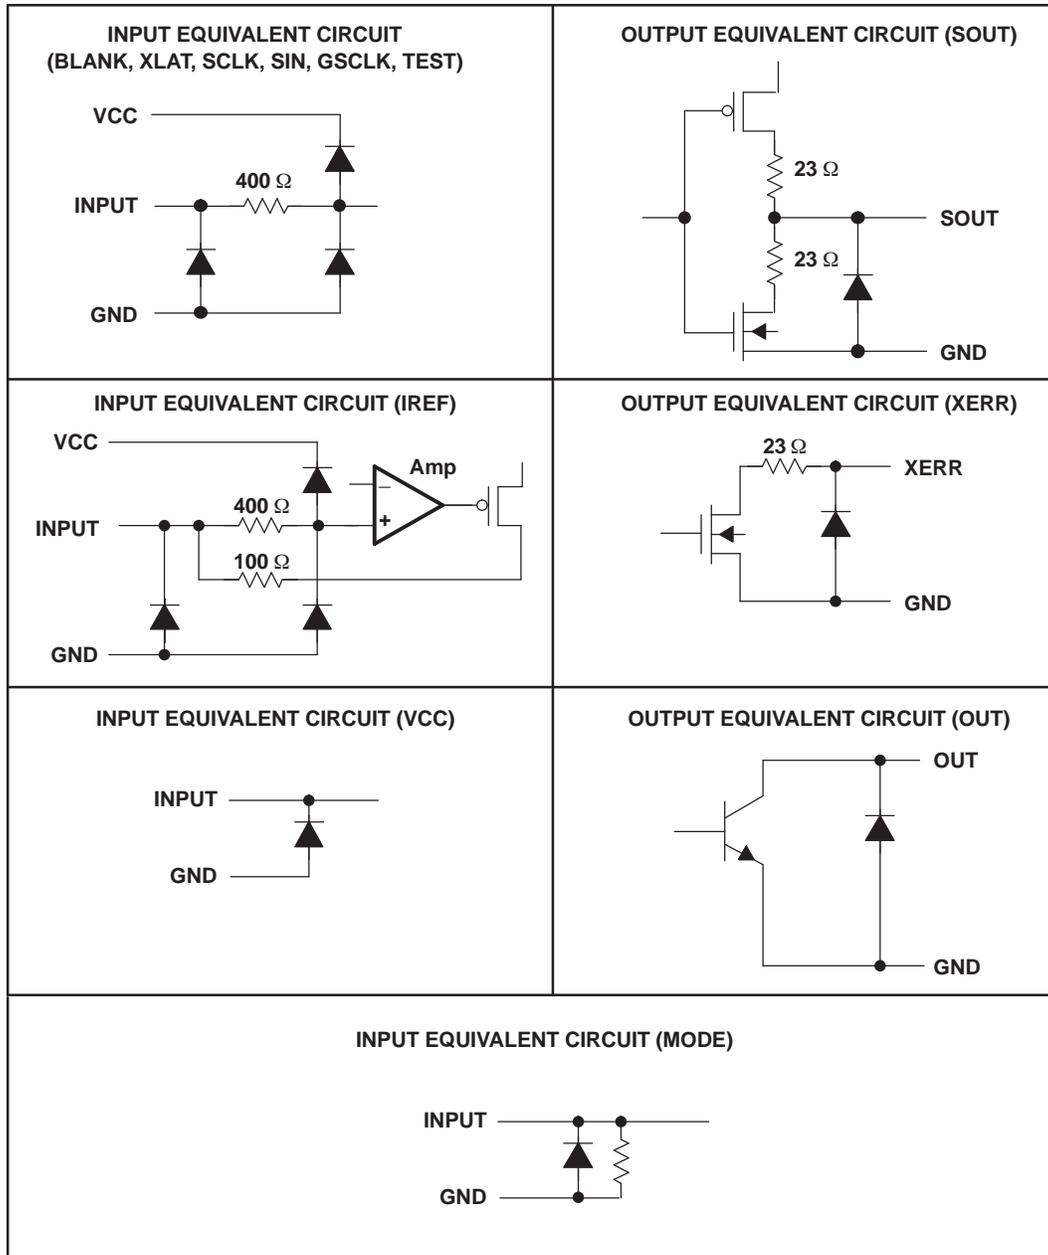 INPUT EQUIVALENT CIRCUIT
(BLANK, XLAT, SCLK, SIN, GSCLK, TEST)
VCC
400 Ω
INPUT
GND
OUTPUT EQUIVALENT CIRCUIT (SOUT)
23 Ω
SOUT
23 Ω
GND
INPUT EQUIVALENT CIRCUIT (IREF)
VCC
Amp
400 Ω
INPUT
100 Ω
GND
OUTPUT EQUIVALENT CIRCUIT (XERR)
23 Ω
XERR
GND
INPUT EQUIVALENT CIRCUIT (VCC)
INPUT
GND
OUTPUT EQUIVALENT CIRCUIT (OUT)
OUT
GND
INPUT EQUIVALENT CIRCUIT (MODE)
INPUT
GND